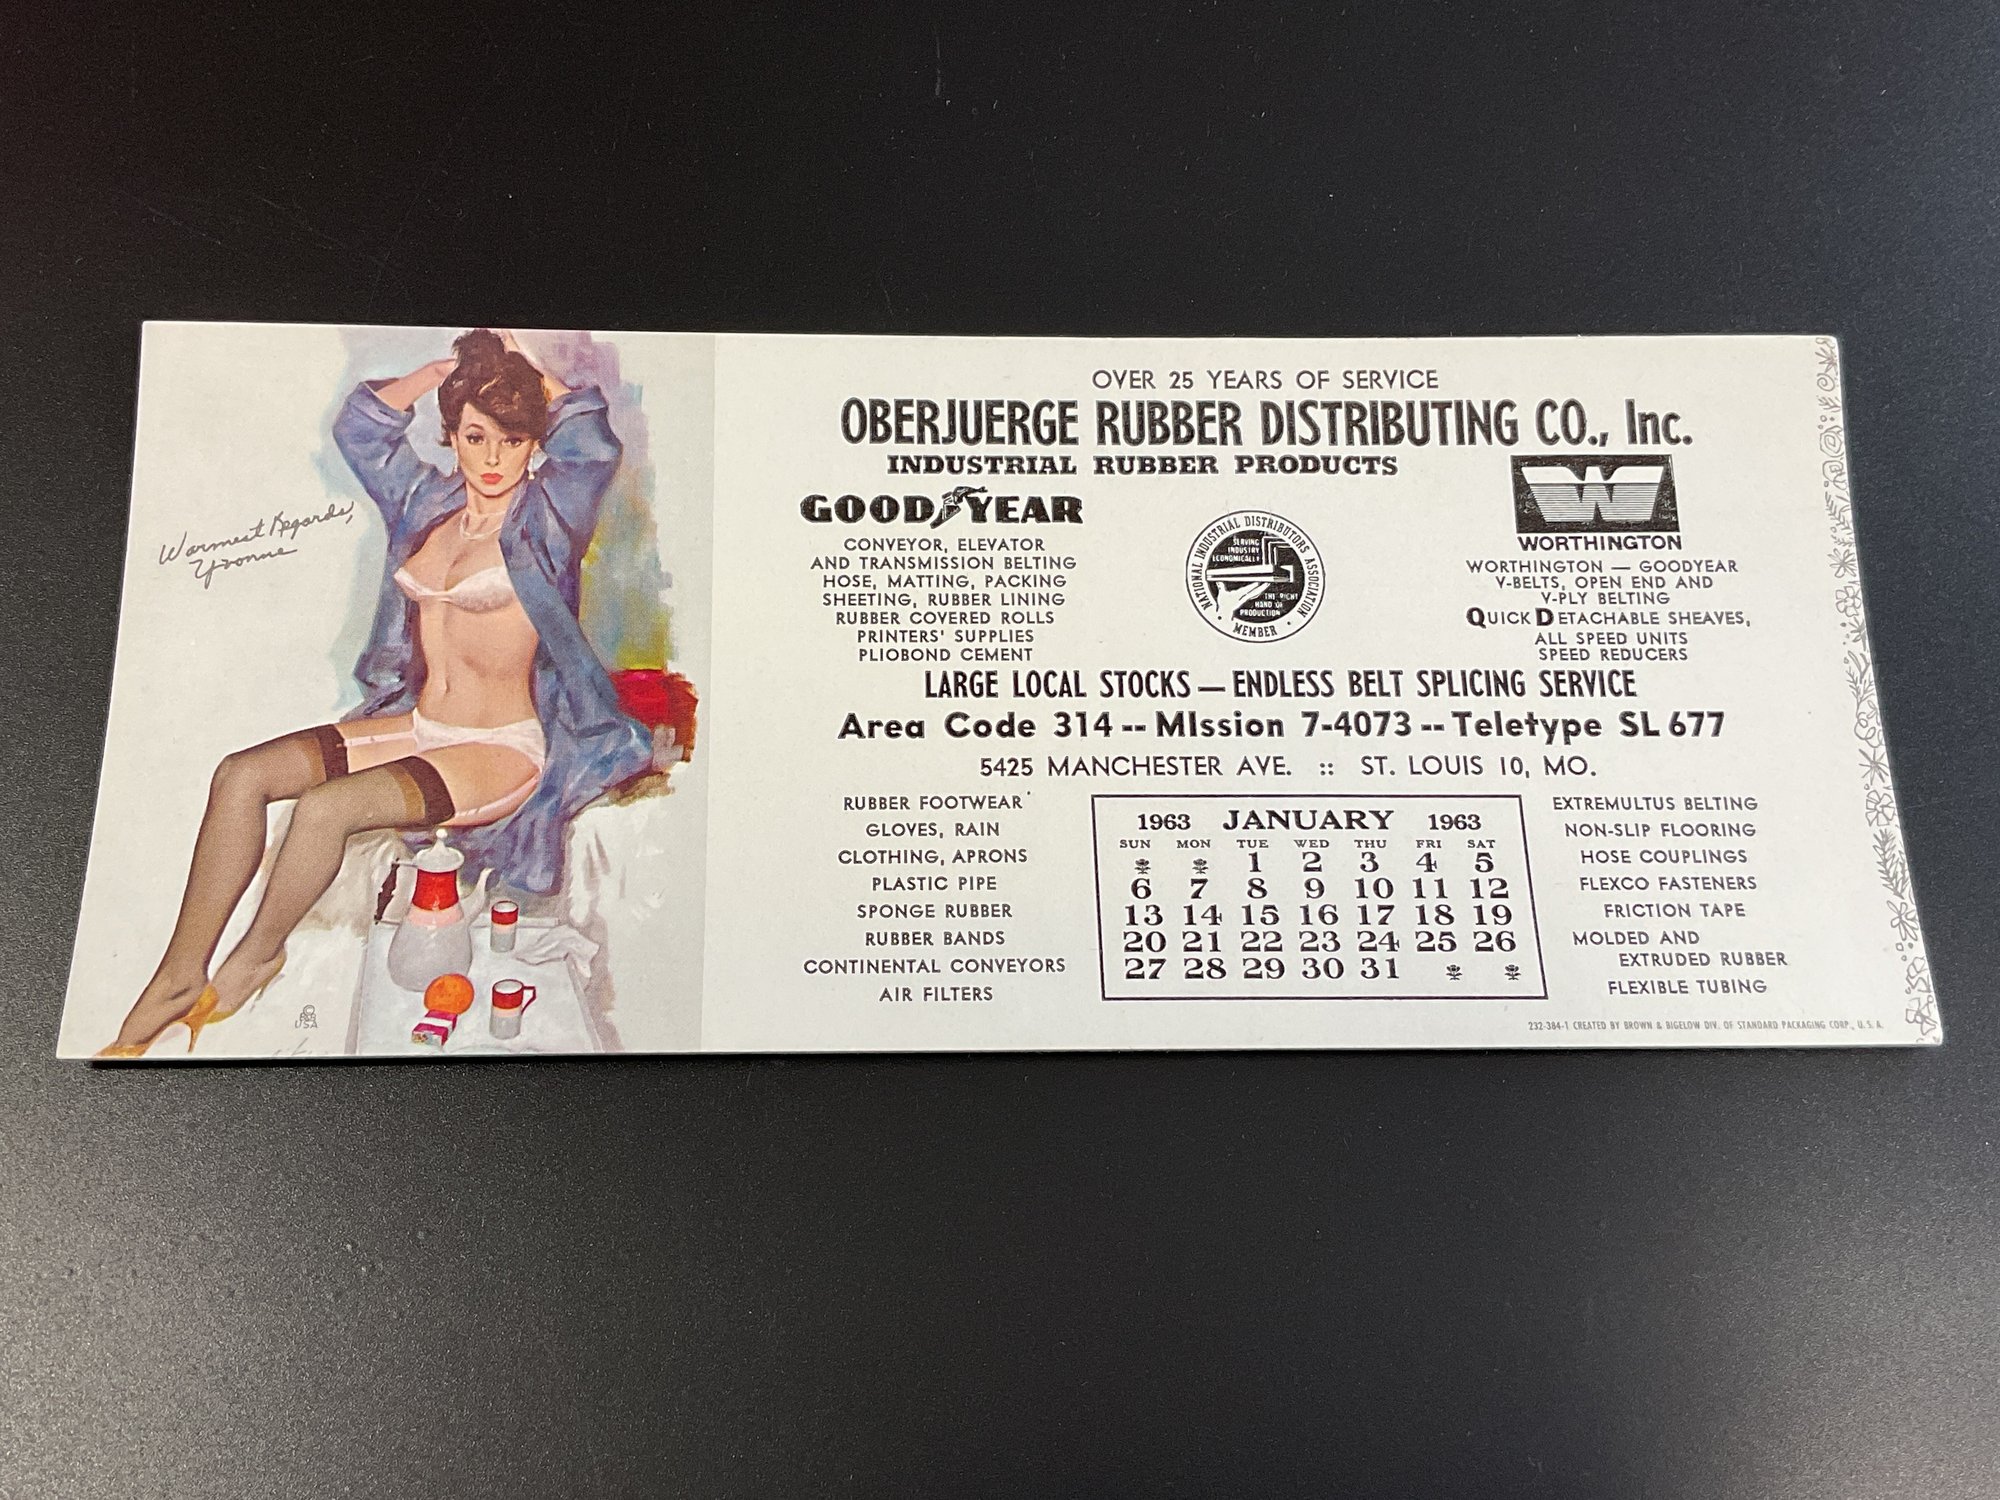 Warmest Regards,
Yvonne
© B&B
USA
OVER 25 YEARS OF SERVICE
OBERJUERGE RUBBER DISTRIBUTING CO., Inc.
INDUSTRIAL RUBBER PRODUCTS
GOODYEAR
CONVEYOR, ELEVATOR
AND TRANSMISSION BELTING
HOSE, MATTING, PACKING
SHEETING, RUBBER LINING
RUBBER COVERED ROLLS
PRINTERS' SUPPLIES
PLIOBOND CEMENT
NATIONAL INDUSTRIAL DISTRIBUTORS ASSOCIATION
SERVING
INDUSTRY
ECONOMICALLY
THE RIGHT
HAND OF
PRODUCTION
• MEMBER •
W
WORTHINGTON
WORTHINGTON — GOODYEAR
V-BELTS, OPEN END AND
V-PLY BELTING
QUICK DETACHABLE SHEAVES,
ALL SPEED UNITS
SPEED REDUCERS
LARGE LOCAL STOCKS — ENDLESS BELT SPLICING SERVICE
Area Code 314 -- MIssion 7-4073 -- Teletype SL 677
5425 MANCHESTER AVE. :: ST. LOUIS 10, MO.
RUBBER FOOTWEAR
GLOVES, RAIN
CLOTHING, APRONS
PLASTIC PIPE
SPONGE RUBBER
RUBBER BANDS
CONTINENTAL CONVEYORS
AIR FILTERS
1963 JANUARY 1963
SUN MON TUE WED THU FRI SAT
1 2 3 4 5
6 7 8 9 10 11 12
13 14 15 16 17 18 19
20 21 22 23 24 25 26
27 28 29 30 31
EXTREMULTUS BELTING
NON-SLIP FLOORING
HOSE COUPLINGS
FLEXCO FASTENERS
FRICTION TAPE
MOLDED AND
EXTRUDED RUBBER
FLEXIBLE TUBING
232-384-1 CREATED BY BROWN & BIGELOW DIV. OF STANDARD PACKAGING CORP., U.S.A.